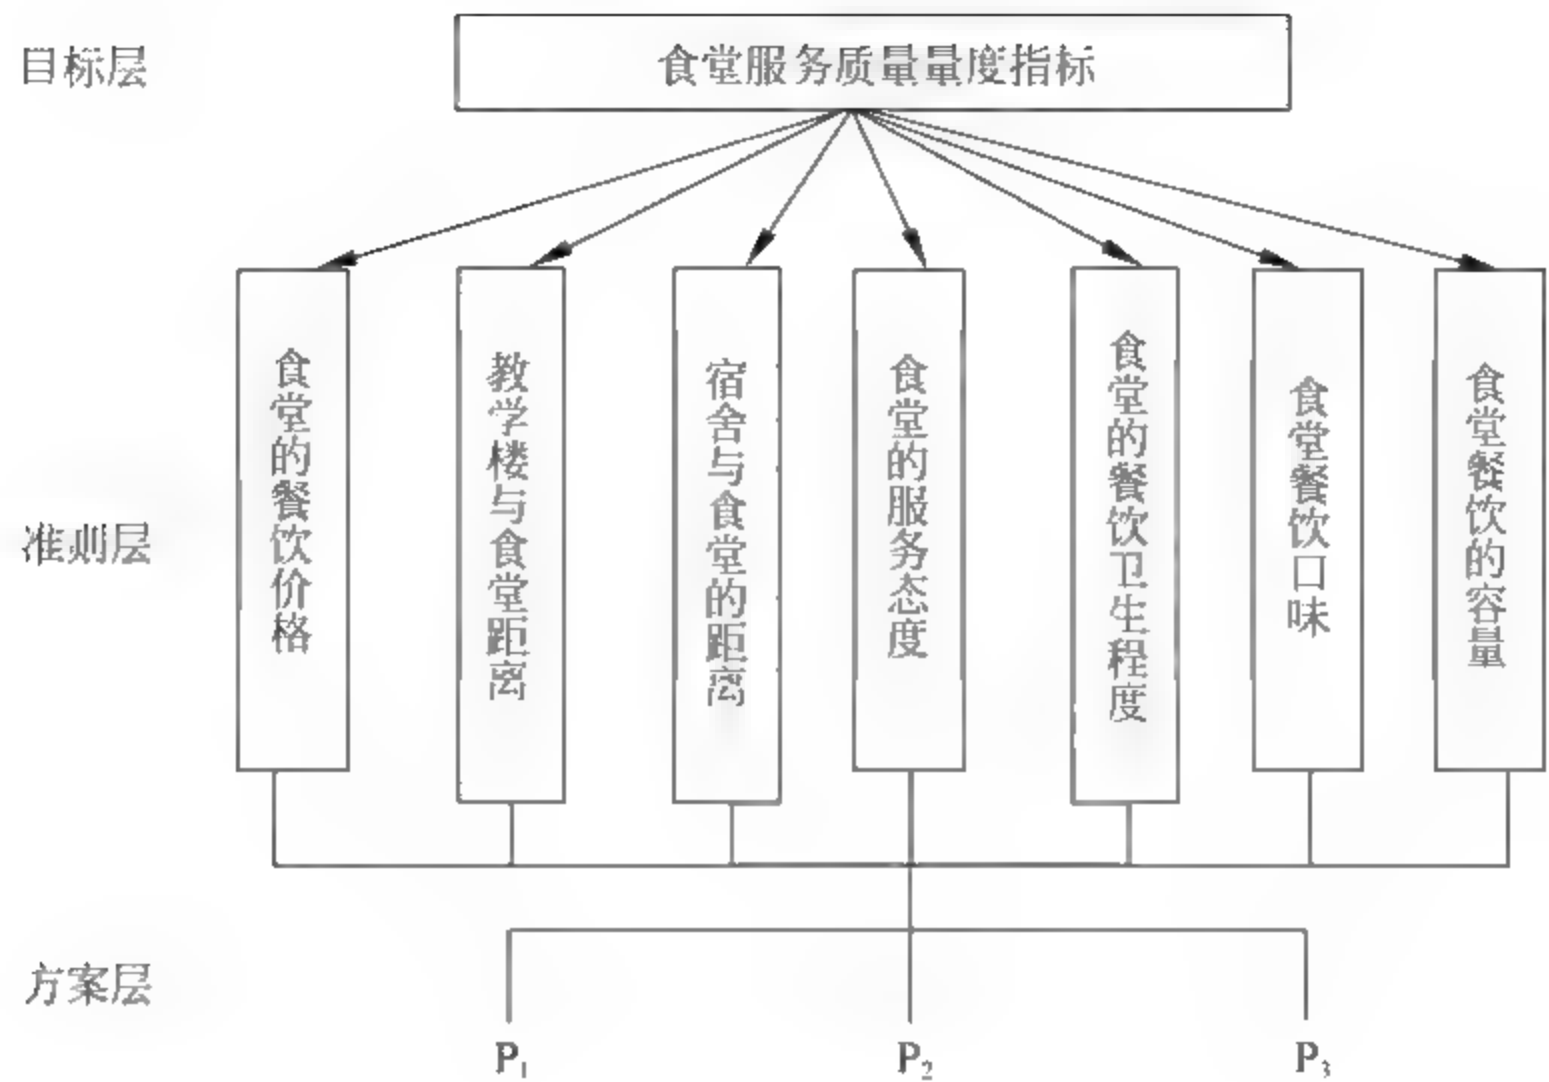 目标层
食堂服务质量量度指标
准则层
食堂的餐饮价格
教学楼与食堂距离
宿舍与食堂的距离
食堂的服务态度
食堂的餐饮卫生程度
食堂餐饮口味
食堂餐饮的容量
方案层
P₁
P₂
P₃